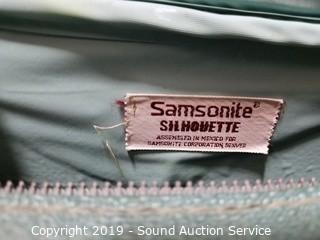 Samsonite®
SILHOUETTE
ASSEMBLED IN MEXICO FOR
SAMSONITE CORPORATION, DENVER
Copyright 2019 - Sound Auction Service